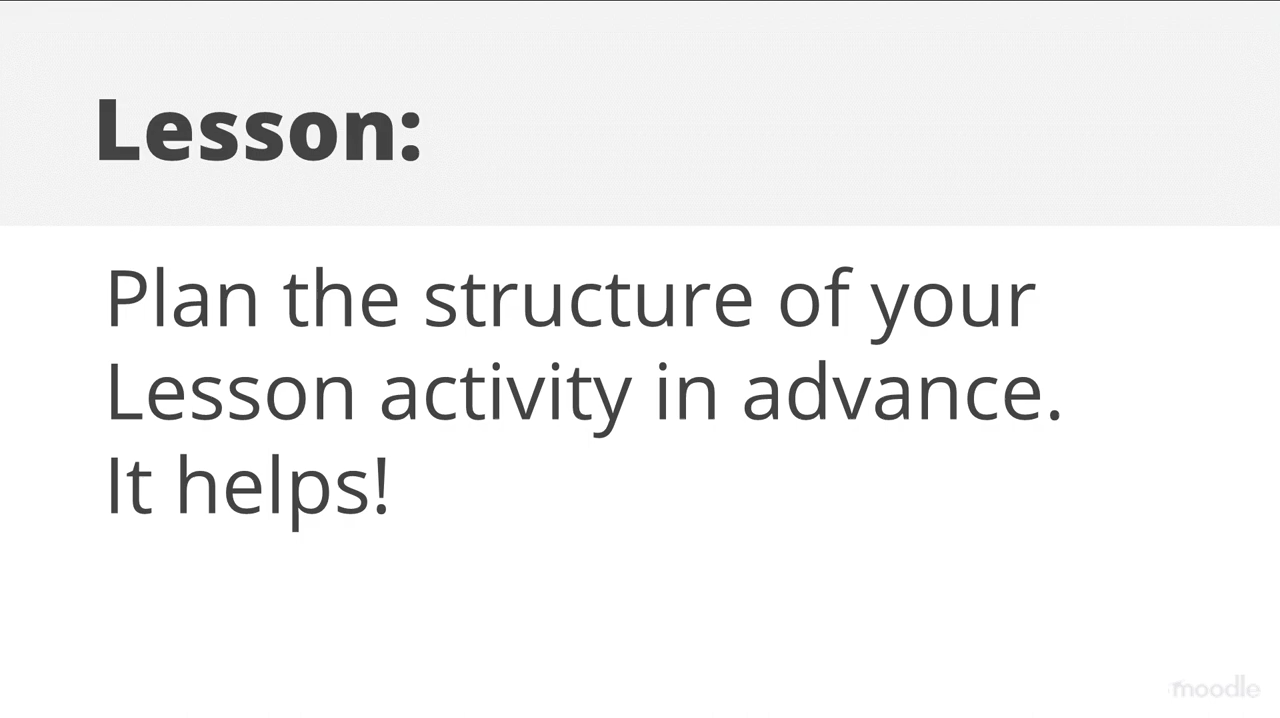 Lesson:
Plan the structure of your
Lesson activity in advance.
It helps!
moodle